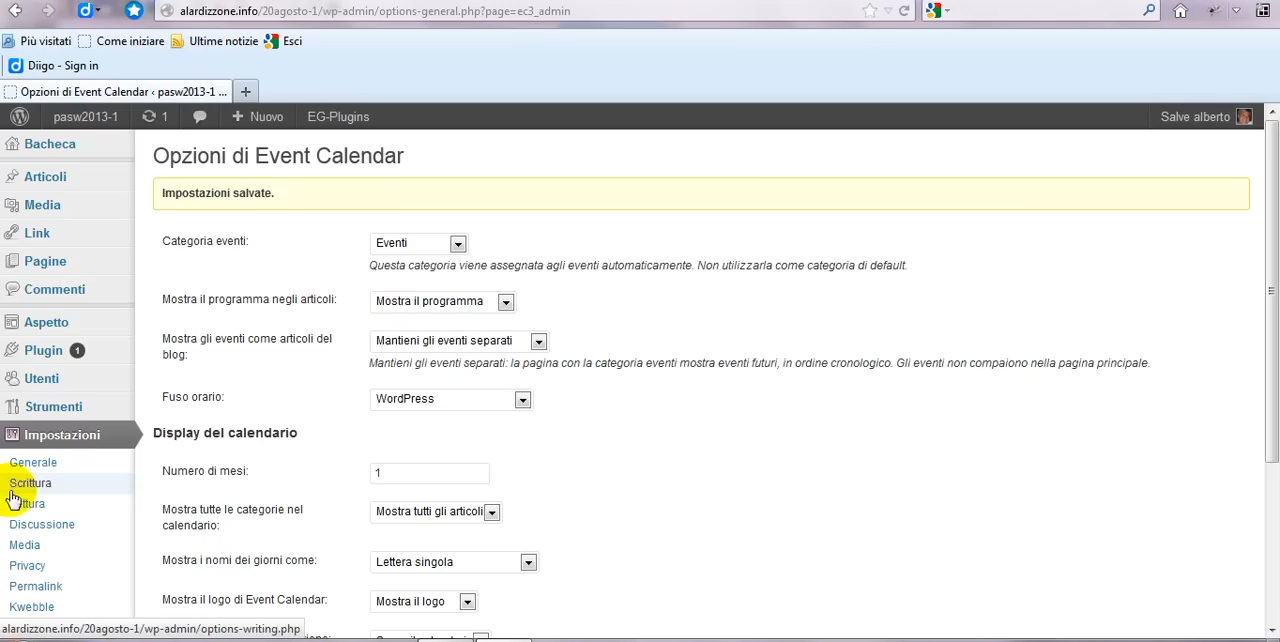 alardizzone.info/20agosto-1/wp-admin/options-general.php?page=ec3_admin
Più visitati Come iniziare Ultime notizie Esci
Diigo - Sign in
Opzioni di Event Calendar ‹ pasw2013-1 ...
pasw2013-1 1 Nuovo EG-Plugins Salve alberto
Bacheca
Articoli
Media
Link
Pagine
Commenti
Aspetto
Plugin 1
Utenti
Strumenti
Impostazioni
Generale
Scrittura
Discussione
Media
Privacy
Permalink
Kwebble
Opzioni di Event Calendar
Impostazioni salvate.
Categoria eventi: Eventi
Questa categoria viene assegnata agli eventi automaticamente. Non utilizzarla come categoria di default.
Mostra il programma negli articoli: Mostra il programma
Mostra gli eventi come articoli del
blog: Mantieni gli eventi separati
Mantieni gli eventi separati: la pagina con la categoria eventi mostra eventi futuri, in ordine cronologico. Gli eventi non compaiono nella pagina principale.
Fuso orario: WordPress
Display del calendario
Numero di mesi: 1
Mostra tutte le categorie nel
calendario: Mostra tutti gli articoli
Mostra i nomi dei giorni come: Lettera singola
Mostra il logo di Event Calendar: Mostra il logo
alardizzone.info/20agosto-1/wp-admin/options-writing.php